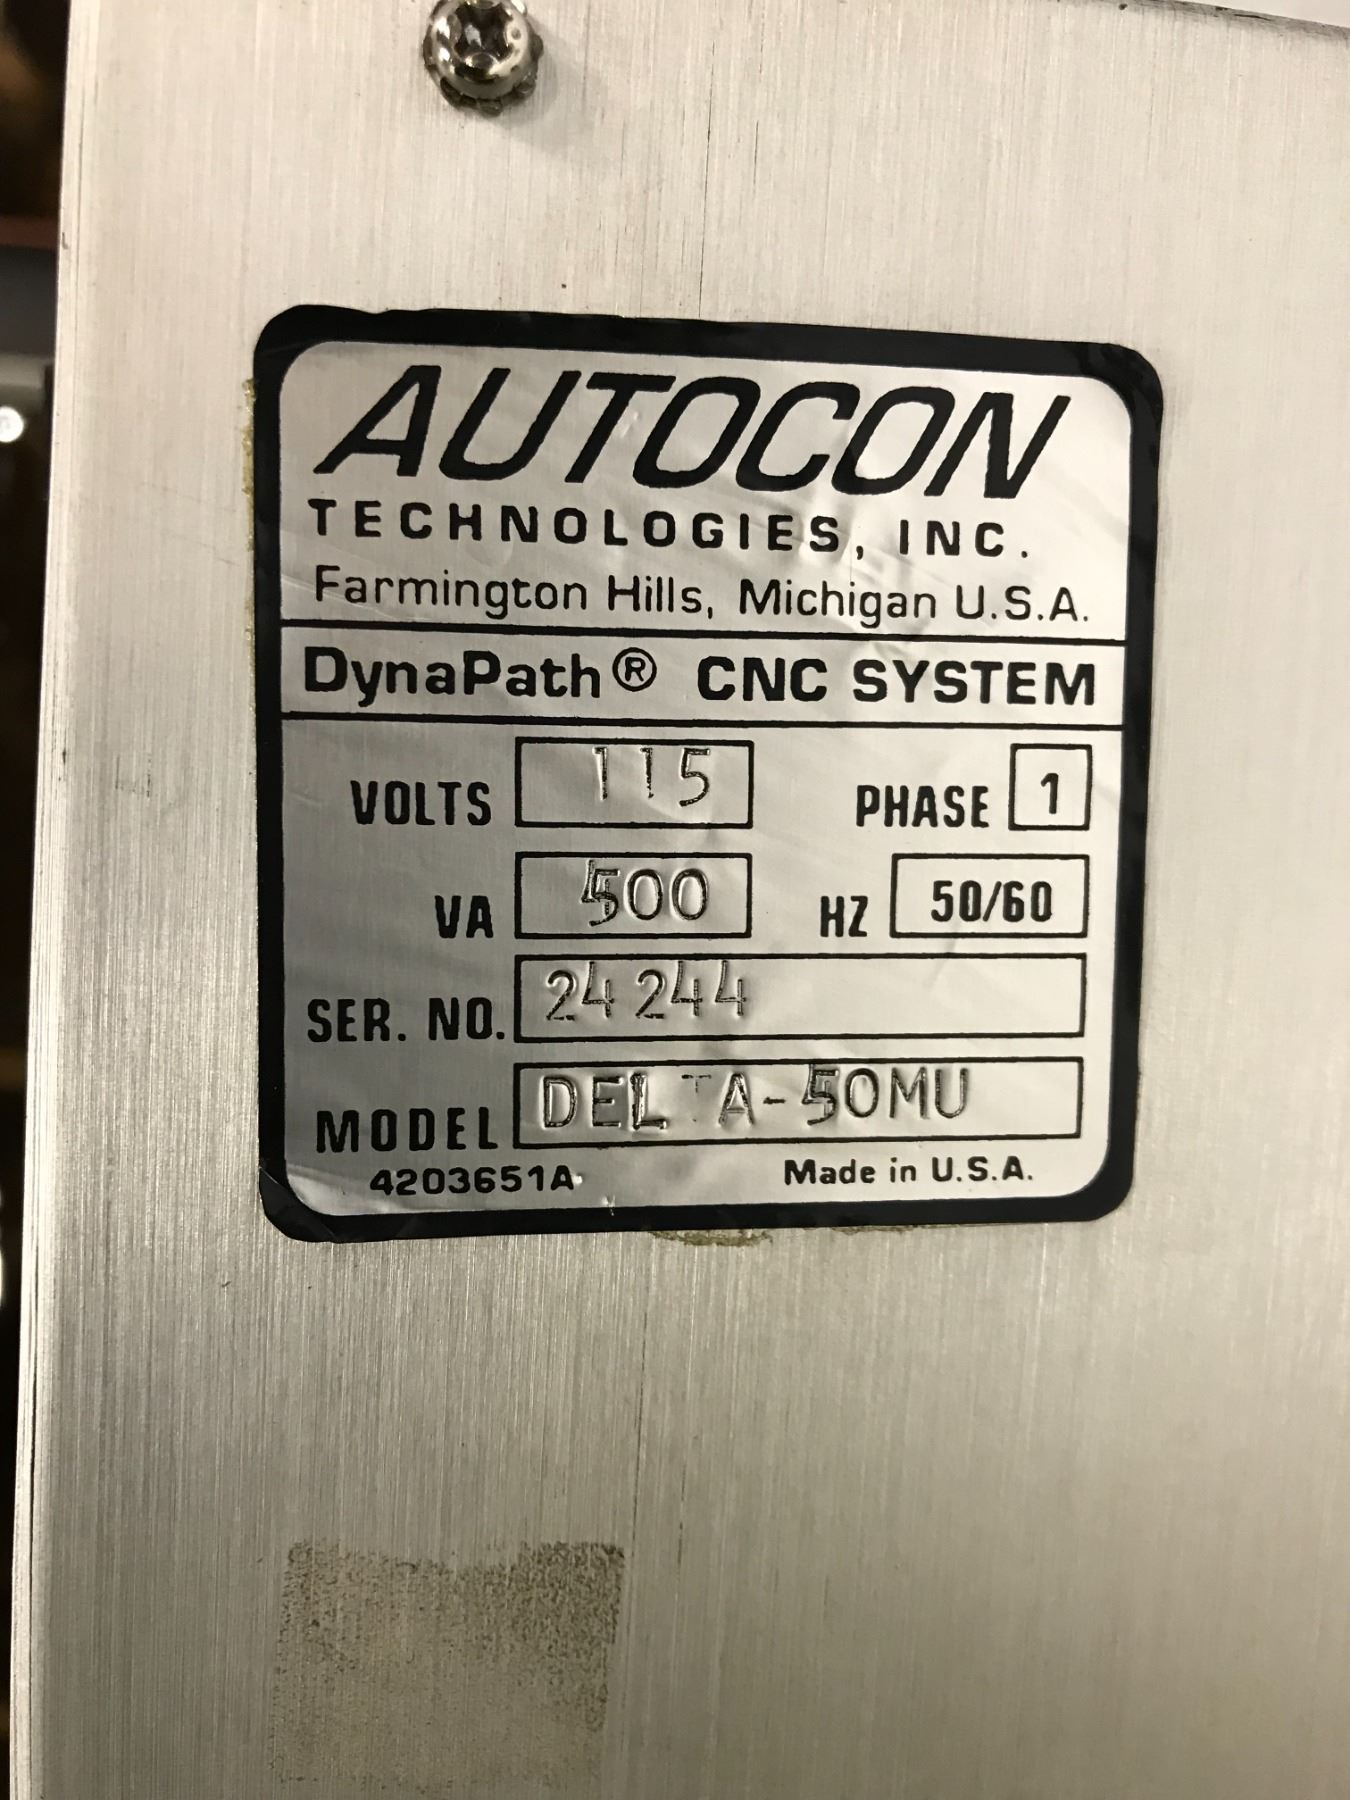 AUTOCON
TECHNOLOGIES, INC.
Farmington Hills, Michigan U.S.A.
DynaPath® CNC SYSTEM
VOLTS 115 PHASE 1
VA 500 HZ 50/60
SER. NO. 24244
MODEL DELTA-50MU
4203651A Made in U.S.A.